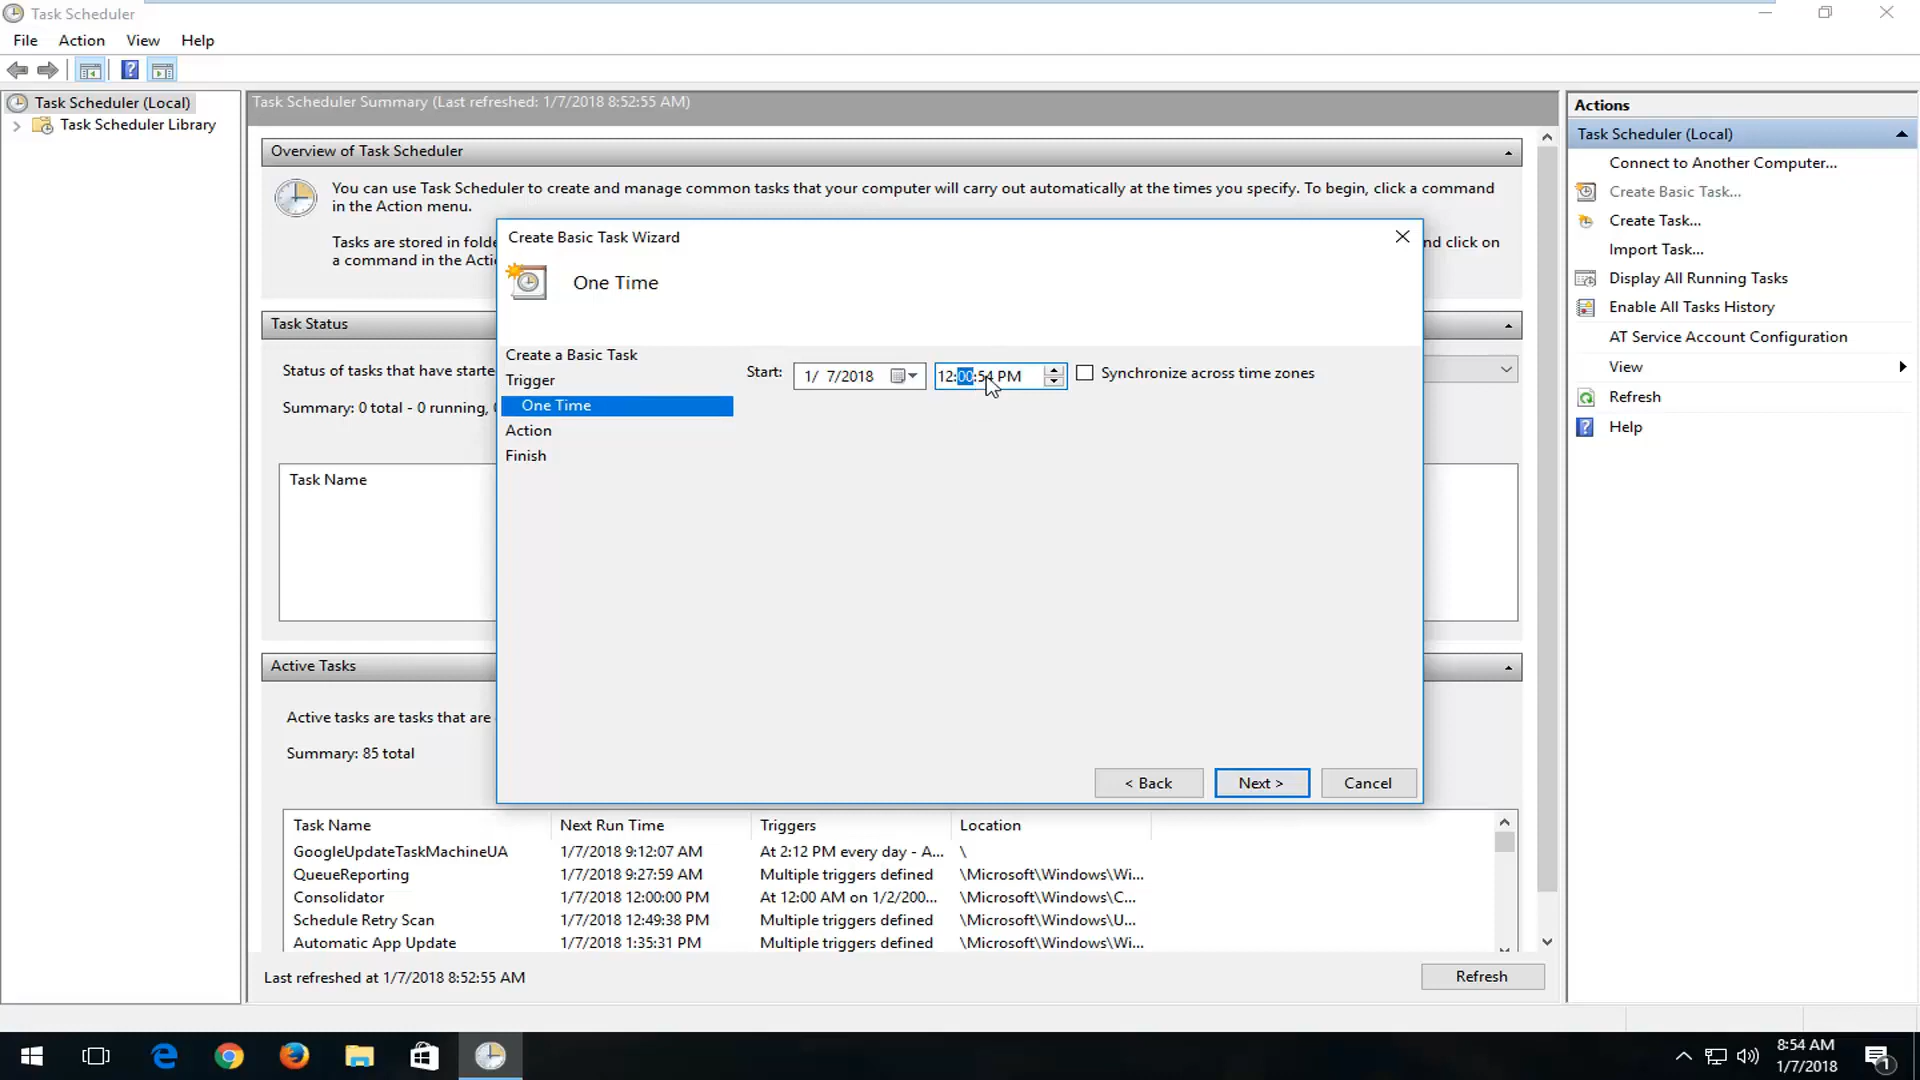 Task Scheduler
File Action View Help
Task Scheduler (Local)
Task Scheduler Library
Task Scheduler Summary (Last refreshed: 1/7/2018 8:52:55 AM)
Overview of Task Scheduler
You can use Task Scheduler to create and manage common tasks that your computer will carry out automatically at the times you specify. To begin, click a command
in the Action menu.
Tasks are stored in folde
nd click on
a command in the Actio
Task Status
Status of tasks that have starte
Summary: 0 total - 0 running,
Task Name
Active Tasks
Active tasks are tasks that are
Summary: 85 total
Create Basic Task Wizard
One Time
Create a Basic Task
Trigger
One Time
Action
Finish
Start: 1/ 7/2018 12:00:54 PM Synchronize across time zones
< Back Next > Cancel
Task Name Next Run Time Triggers Location
GoogleUpdateTaskMachineUA 1/7/2018 9:12:07 AM At 2:12 PM every day - A... \
QueueReporting 1/7/2018 9:27:59 AM Multiple triggers defined \Microsoft\Windows\Wi...
Consolidator 1/7/2018 12:00:00 PM At 12:00 AM on 1/2/200... \Microsoft\Windows\C...
Schedule Retry Scan 1/7/2018 12:49:38 PM Multiple triggers defined \Microsoft\Windows\U...
Automatic App Update 1/7/2018 1:35:31 PM Multiple triggers defined \Microsoft\Windows\Wi...
Last refreshed at 1/7/2018 8:52:55 AM
Refresh
Actions
Task Scheduler (Local)
Connect to Another Computer...
Create Basic Task...
Create Task...
Import Task...
Display All Running Tasks
Enable All Tasks History
AT Service Account Configuration
View
Refresh
Help
8:54 AM
1/7/2018
1